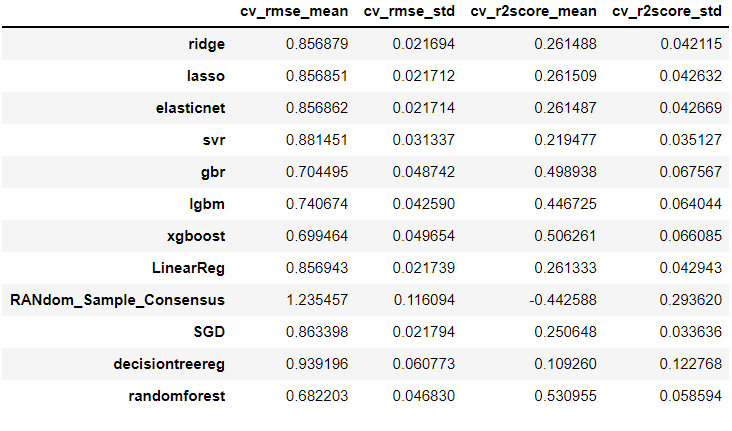 cv_rmse_mean cv_rmse_std cv_r2score_mean cv_r2score_std
ridge 0.856879 0.021694 0.261488 0.042115
lasso 0.856851 0.021712 0.261509 0.042632
elasticnet 0.856862 0.021714 0.261487 0.042669
svr 0.881451 0.031337 0.219477 0.035127
gbr 0.704495 0.048742 0.498938 0.067567
lgbm 0.740674 0.042590 0.446725 0.064044
xgboost 0.699464 0.049654 0.506261 0.066085
LinearReg 0.856943 0.021739 0.261333 0.042943
RANdom_Sample_Consensus 1.235457 0.116094 -0.442588 0.293620
SGD 0.863398 0.021794 0.250648 0.033636
decisiontreereg 0.939196 0.060773 0.109260 0.122768
randomforest 0.682203 0.046830 0.530955 0.058594